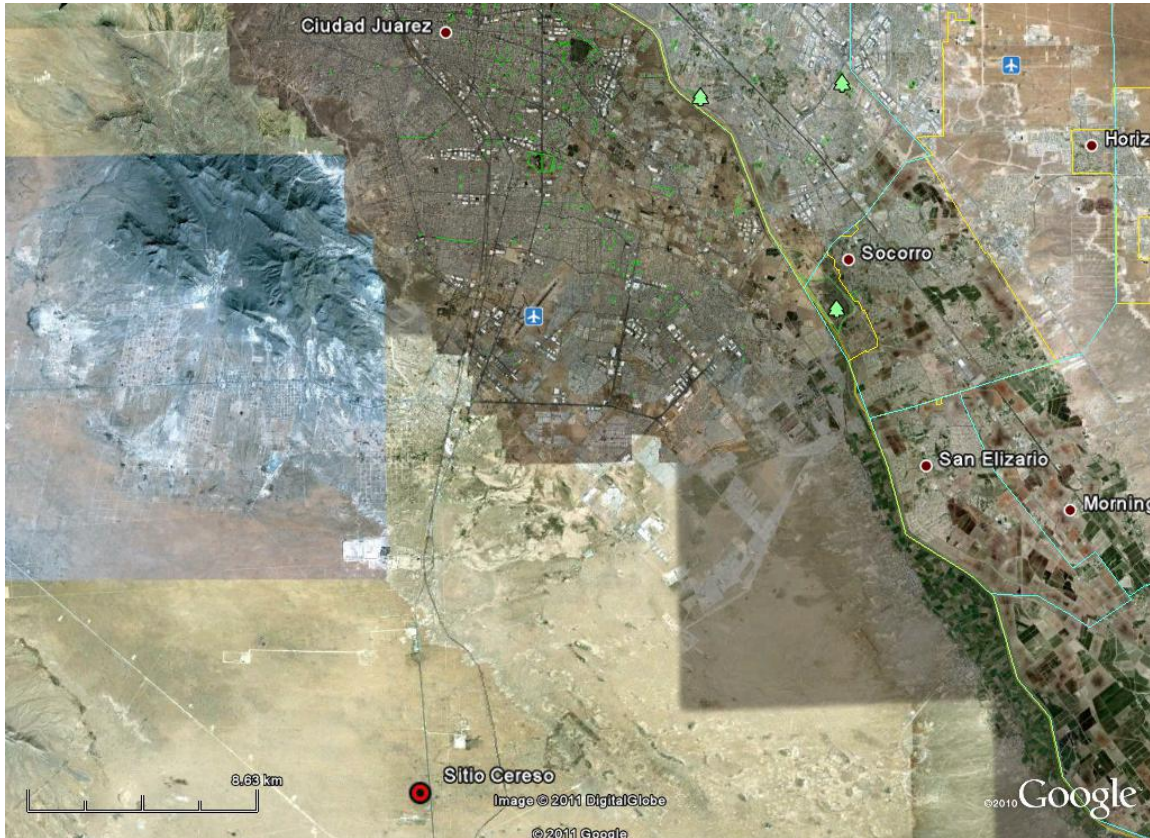 Ciudad Juarez
Horiz
Socorro
San Elizario
Morning
8.63 km
Sitio Cereso
Image © 2011 DigitalGlobe
©2010 Google
© 2011 Google